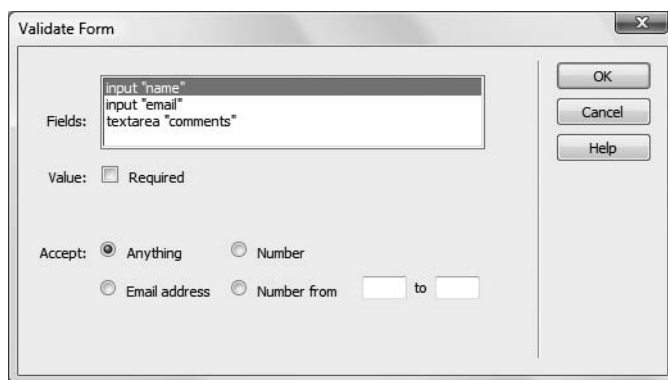 Validate Form
x
Fields:
input "name"
input "email"
textarea "comments"
Value: Required
Accept: Anything Number
Email address Number from to
OK
Cancel
Help